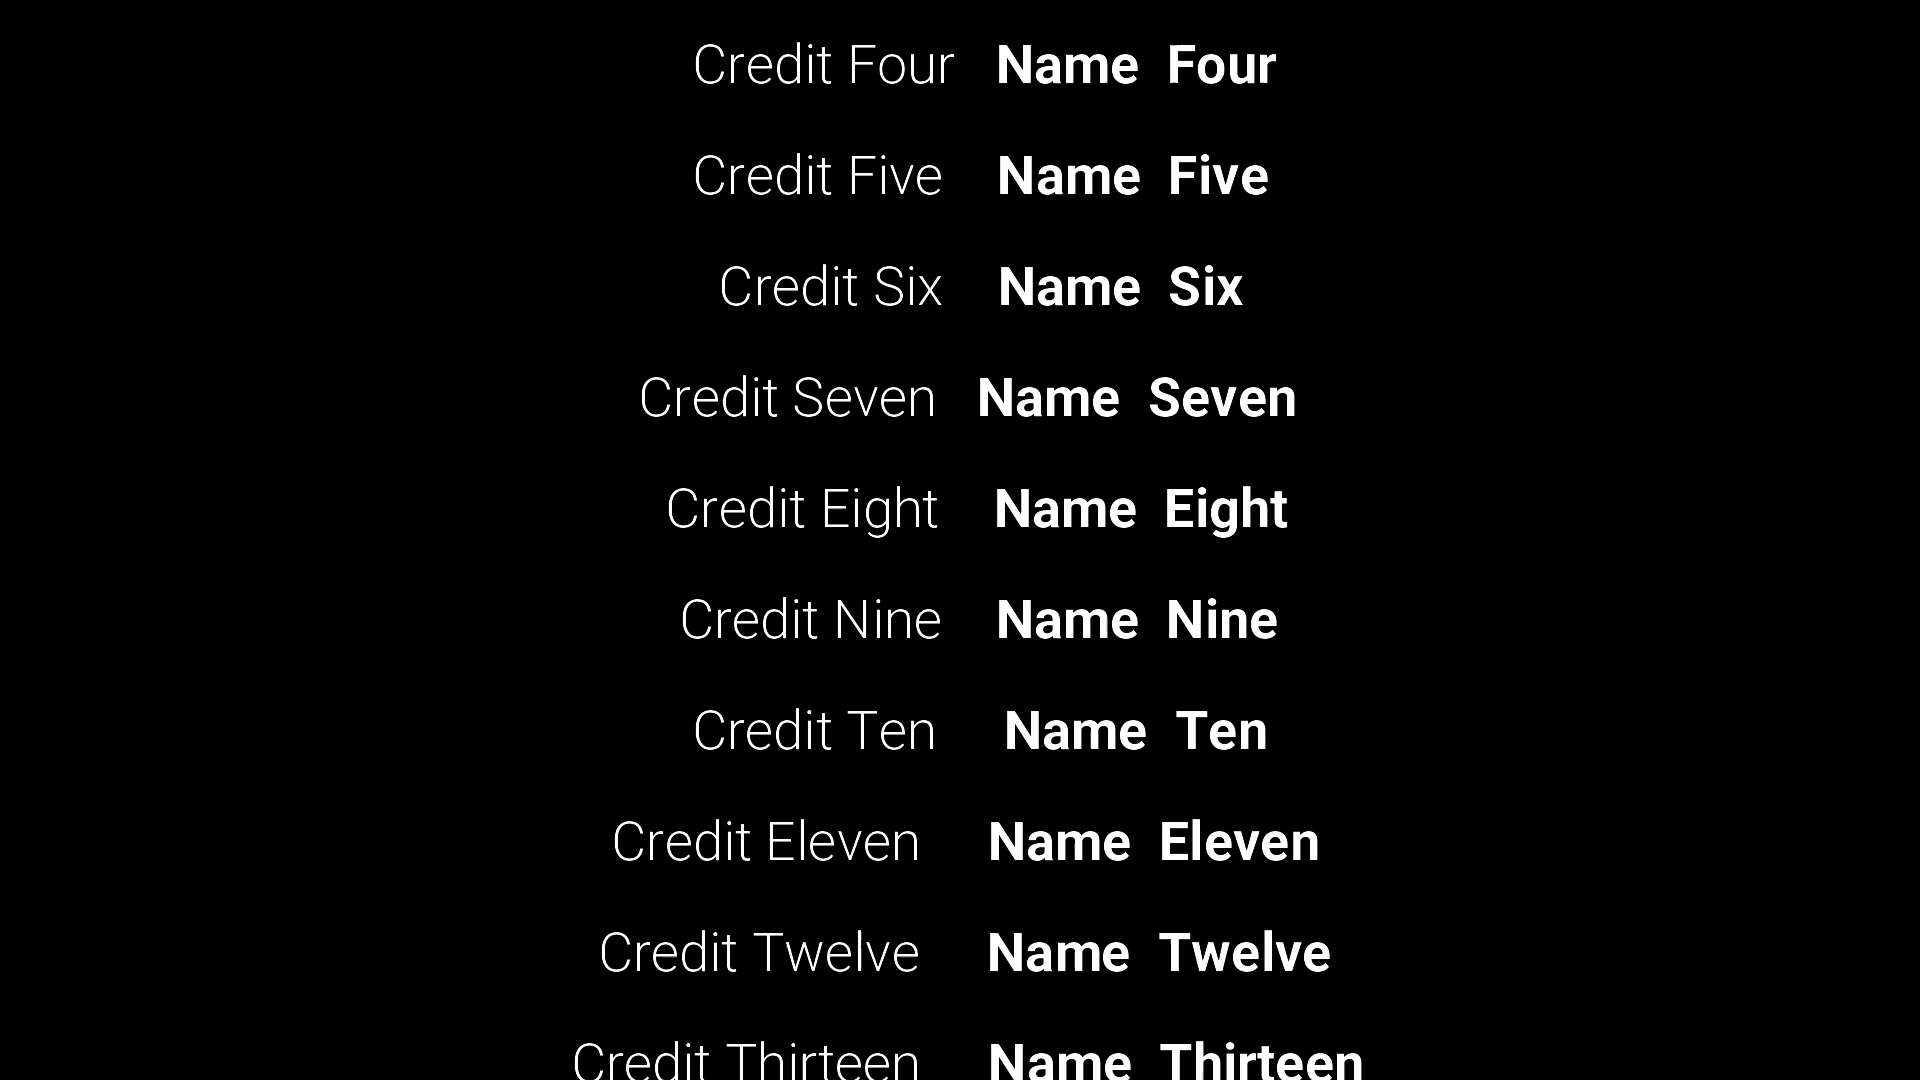 Credit Four Name Four
Credit Five Name Five
Credit Six Name Six
Credit Seven Name Seven
Credit Eight Name Eight
Credit Nine Name Nine
Credit Ten Name Ten
Credit Eleven Name Eleven
Credit Twelve Name Twelve
Credit Thirteen Name Thirteen